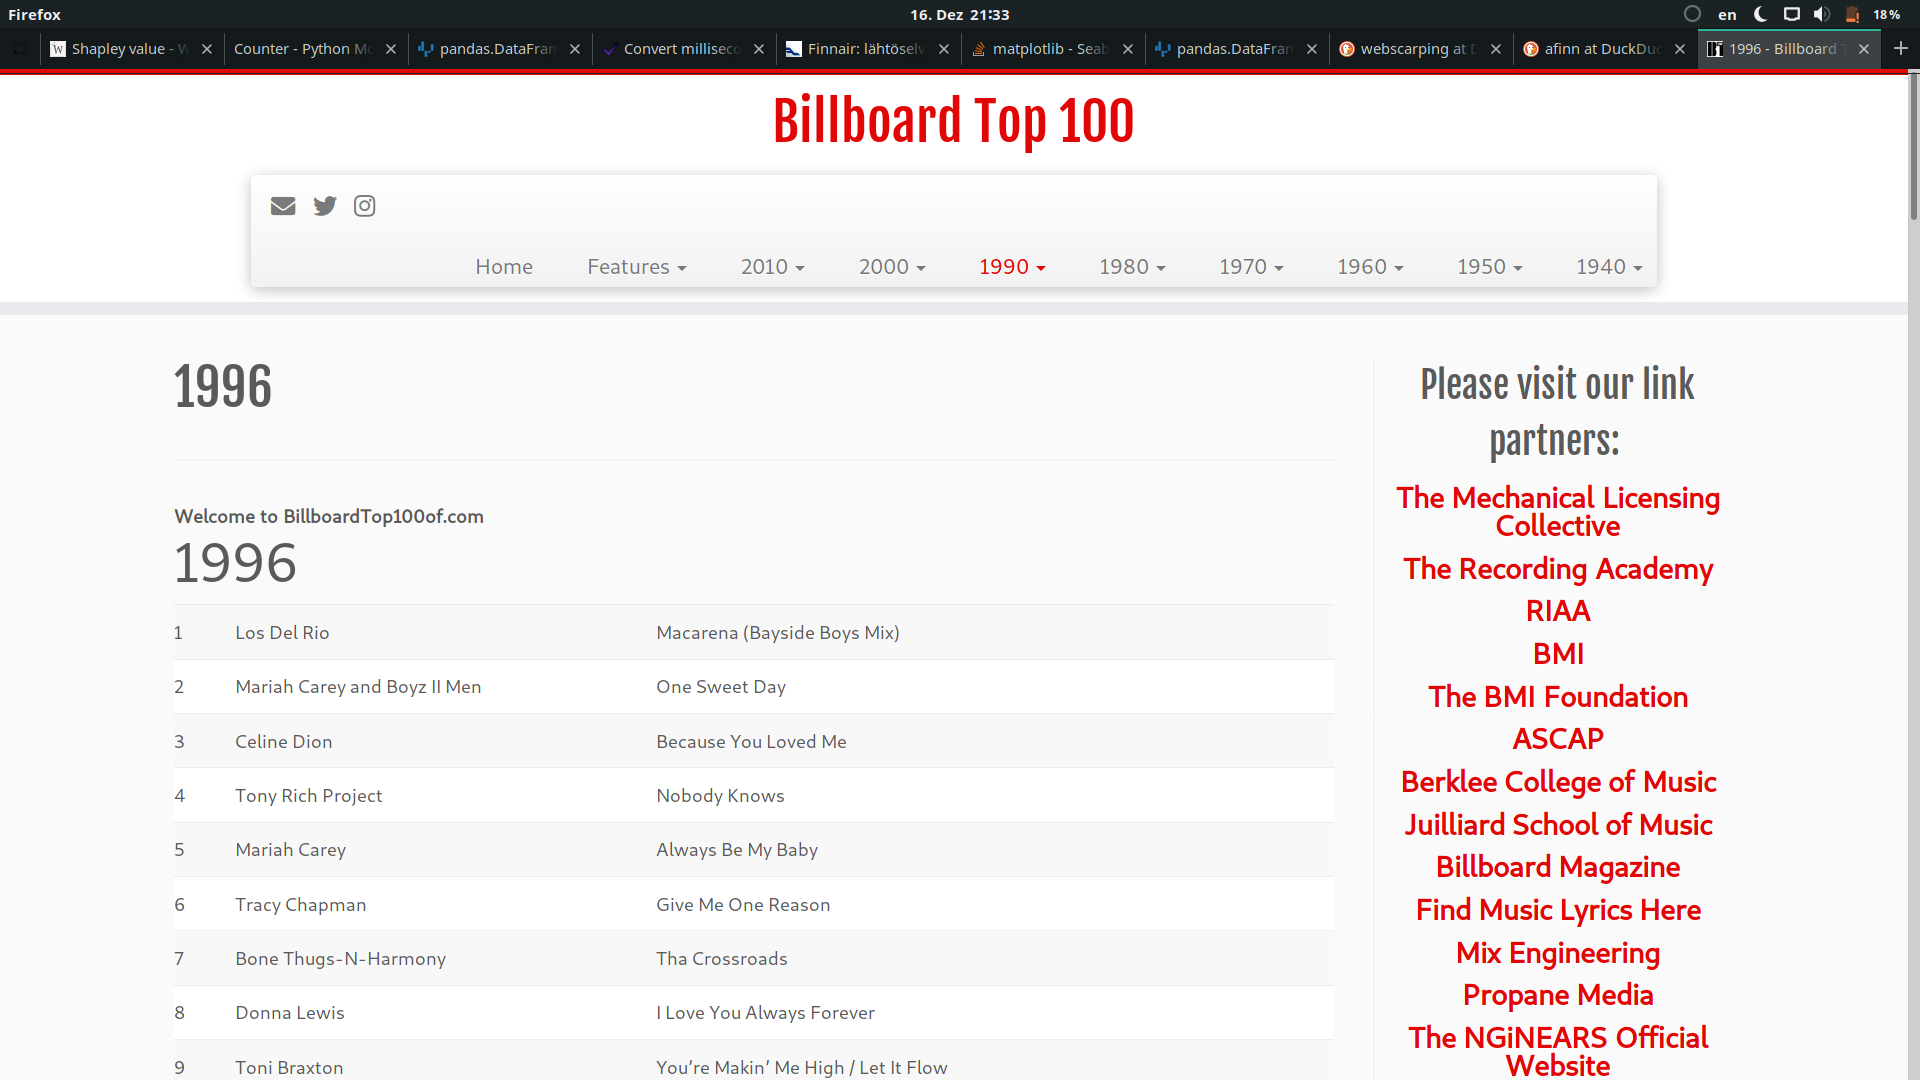 Firefox
16. Dez 21:33
en
18 %
Shapley value - W
Counter - Python Mo
pandas.DataFram
Convert milliseco
Finnair: lähtöselv
matplotlib - Seab
pandas.DataFram
webscarping at D
afinn at DuckDuc
1996 - Billboard T
Billboard Top 100
Home
Features
2010
2000
1990
1980
1970
1960
1950
1940
1996
Welcome to BillboardTop100of.com
1996
1 Los Del Rio Macarena (Bayside Boys Mix)
2 Mariah Carey and Boyz II Men One Sweet Day
3 Celine Dion Because You Loved Me
4 Tony Rich Project Nobody Knows
5 Mariah Carey Always Be My Baby
6 Tracy Chapman Give Me One Reason
7 Bone Thugs-N-Harmony Tha Crossroads
8 Donna Lewis I Love You Always Forever
9 Toni Braxton You’re Makin’ Me High / Let It Flow
Please visit our link
partners:
The Mechanical Licensing
Collective
The Recording Academy
RIAA
BMI
The BMI Foundation
ASCAP
Berklee College of Music
Juilliard School of Music
Billboard Magazine
Find Music Lyrics Here
Mix Engineering
Propane Media
The NGiNEARS Official
Website